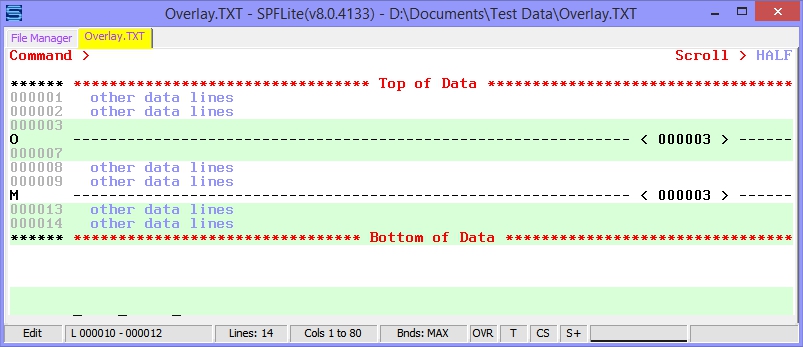 Overlay.TXT - SPFLite(v8.0.4133) - D:\Documents\Test Data\Overlay.TXT
File Manager Overlay.TXT
Command > Scroll > HALF
****** ******************************** Top of Data *********************************
000001 other data lines
000002 other data lines
000003
O ------------------------------------------------------------- < 000003 > ------
000007
000008 other data lines
000009 other data lines
M ------------------------------------------------------------- < 000003 > ------
000013 other data lines
000014 other data lines
****** ******************************* Bottom of Data *******************************
Edit L 000010 - 000012 Lines: 14 Cols 1 to 80 Bnds: MAX OVR T CS S+